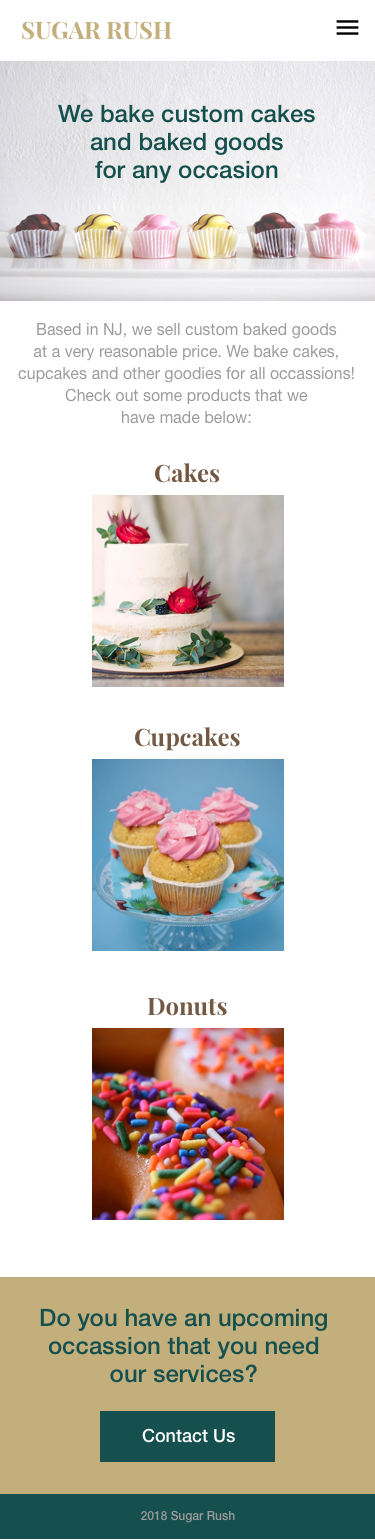 SUGAR RUSH
We bake custom cakes
and baked goods
for any occasion
Based in NJ, we sell custom baked goods
at a very reasonable price. We bake cakes,
cupcakes and other goodies for all occassions!
Check out some products that we
have made below:
Cakes
Cupcakes
Donuts
Do you have an upcoming
occassion that you need
our services?
Contact Us
2018 Sugar Rush